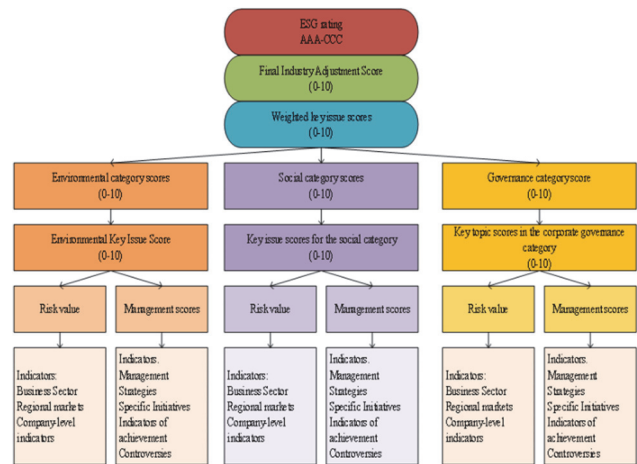 ESG rating
AAA-CCC
Final Industry Adjustment Score
(0-10)
Weighted key issue scores
(0-10)
Environmental category scores
(0-10)
Social category scores
(0-10)
Governance category score
(0-10)
Environmental Key Issue Score
(0-10)
Key issue scores for the social category
(0-10)
Key topic scores in the corporate governance
category
(0-10)
Risk value
Management scores
Risk value
Management scores
Risk value
Management scores
Indicators:
Business Sector
Regional markets
Company-level
indicators
Indicators.
Management
Strategies
Specific Initiatives
Indicators of
achievement
Controversies
Indicators:
Business Sector
Regional markets
Company-level
indicators
Indicators.
Management
Strategies
Specific Initiatives
Indicators of
achievement
Controversies
Indicators:
Business Sector
Regional markets
Company-level
indicators
Indicators.
Management
Strategies
Specific Initiatives
Indicators of
achievement
Controversies